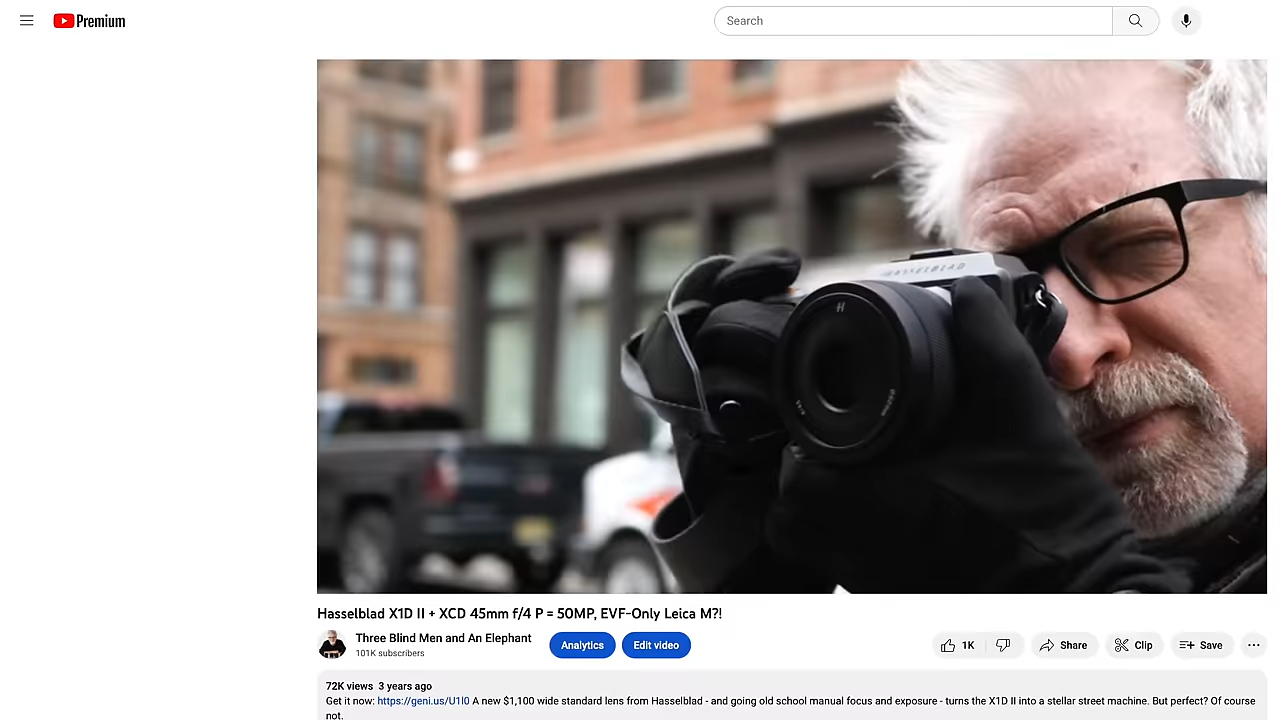 Premium
Search
HASSELBLAD
H
Hasselblad X1D II + XCD 45mm f/4 P = 50MP, EVF-Only Leica M?!
Three Blind Men and An Elephant
101K subscribers
Analytics
Edit video
1K
Share
Clip
Save
72K views 3 years ago
Get it now: https://geni.us/U1l0 A new $1,100 wide standard lens from Hasselblad - and going old school manual focus and exposure - turns the X1D II into a stellar street machine. But perfect? Of course
not.